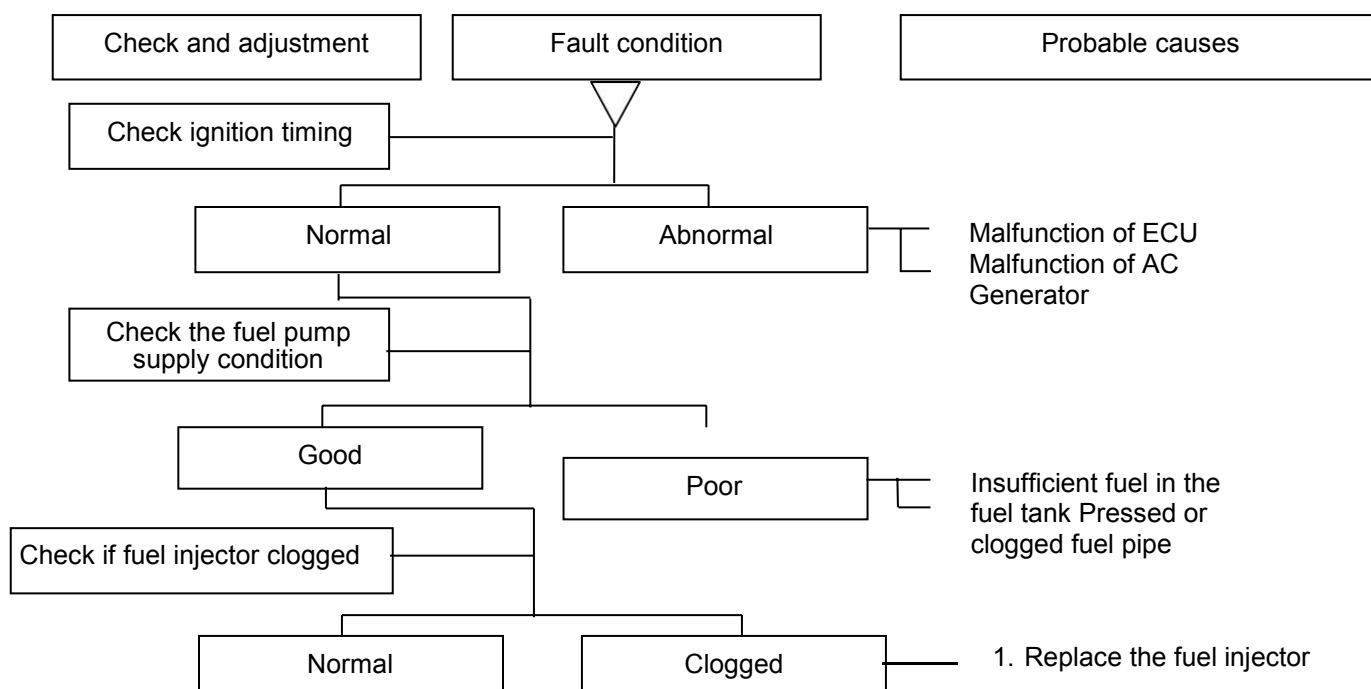 Check and adjustment
Fault condition
Probable causes
Check ignition timing
Normal
Abnormal
Malfunction of ECU
Malfunction of AC
Generator
Check the fuel pump
supply condition
Good
Poor
Insufficient fuel in the
fuel tank Pressed or
clogged fuel pipe
Check if fuel injector clogged
Normal
Clogged
1. Replace the fuel injector